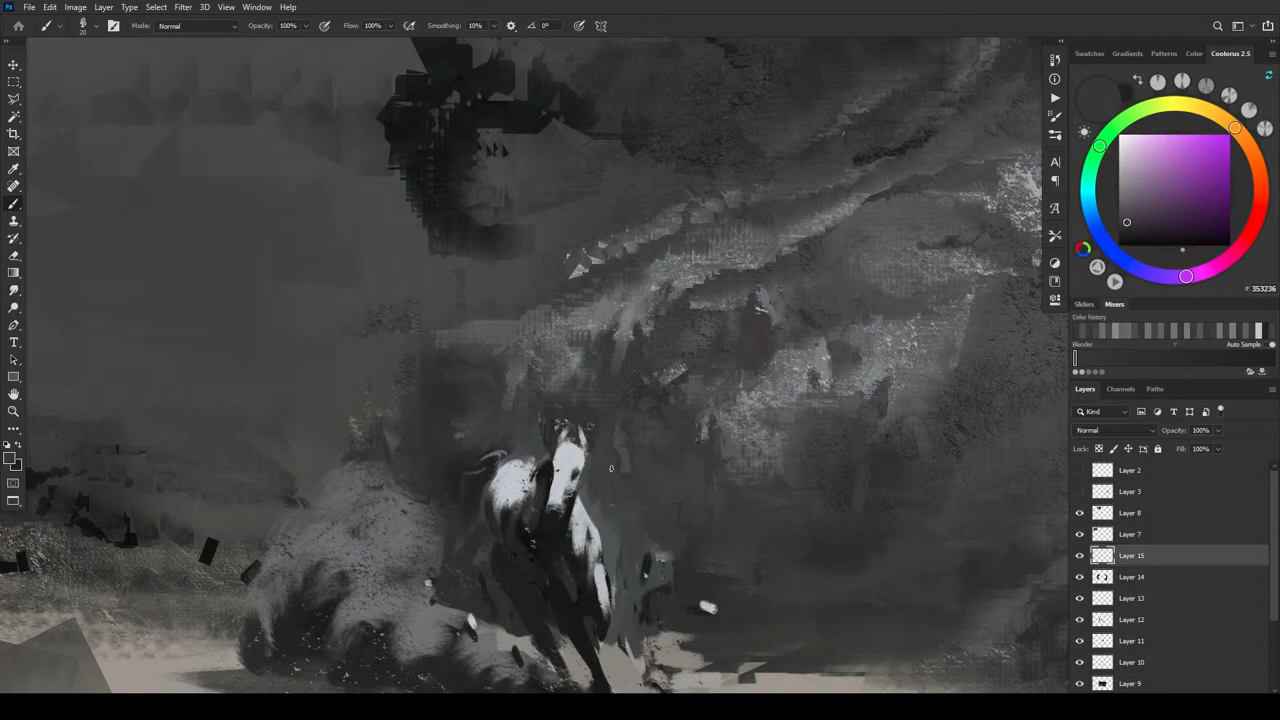 Ps File Edit Image Layer Type Select Filter 3D View Window Help
20 Mode: Normal Opacity: 100% Flow: 100% Smoothing: 10% 0°
Swatches Gradients Patterns Color Coolorus 2.5
# 353236
Sliders Mixers
Color history
Blender Auto Sample
Layers Channels Paths
Kind
Normal Opacity: 100%
Lock: Fill: 100%
Layer 2
Layer 3
Layer 8
Layer 7
Layer 15
Layer 14
Layer 13
Layer 12
Layer 11
Layer 10
Layer 9